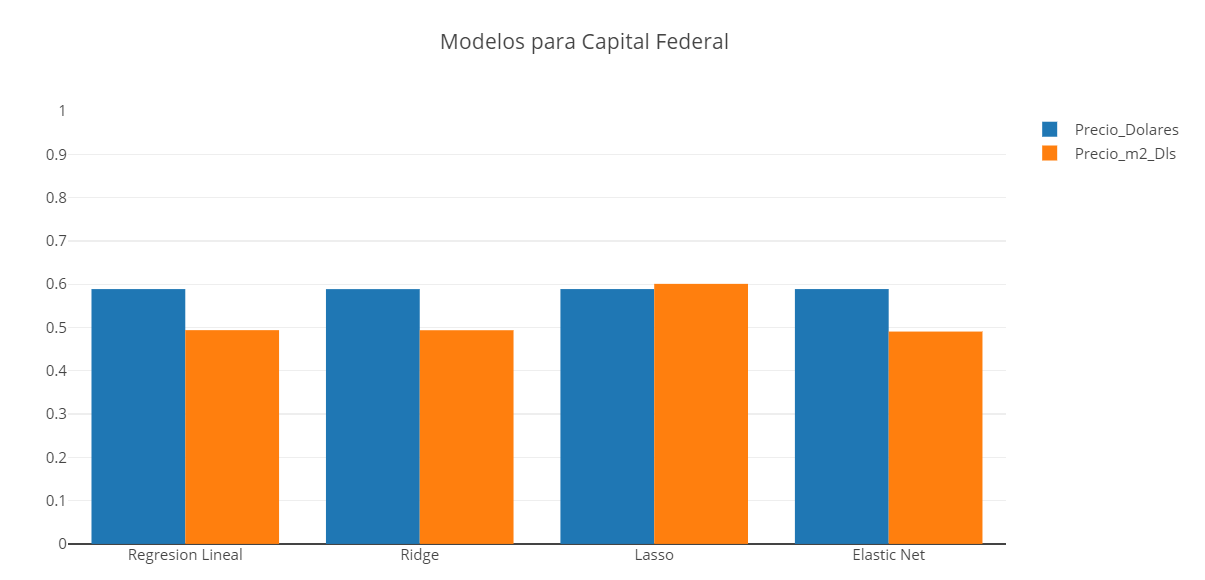 Modelos para Capital Federal
1
0.9
0.8
0.7
0.6
0.5
0.4
0.3
0.2
0.1
0
Regresion Lineal
Ridge
Lasso
Elastic Net
Precio_Dolares
Precio_m2_Dls